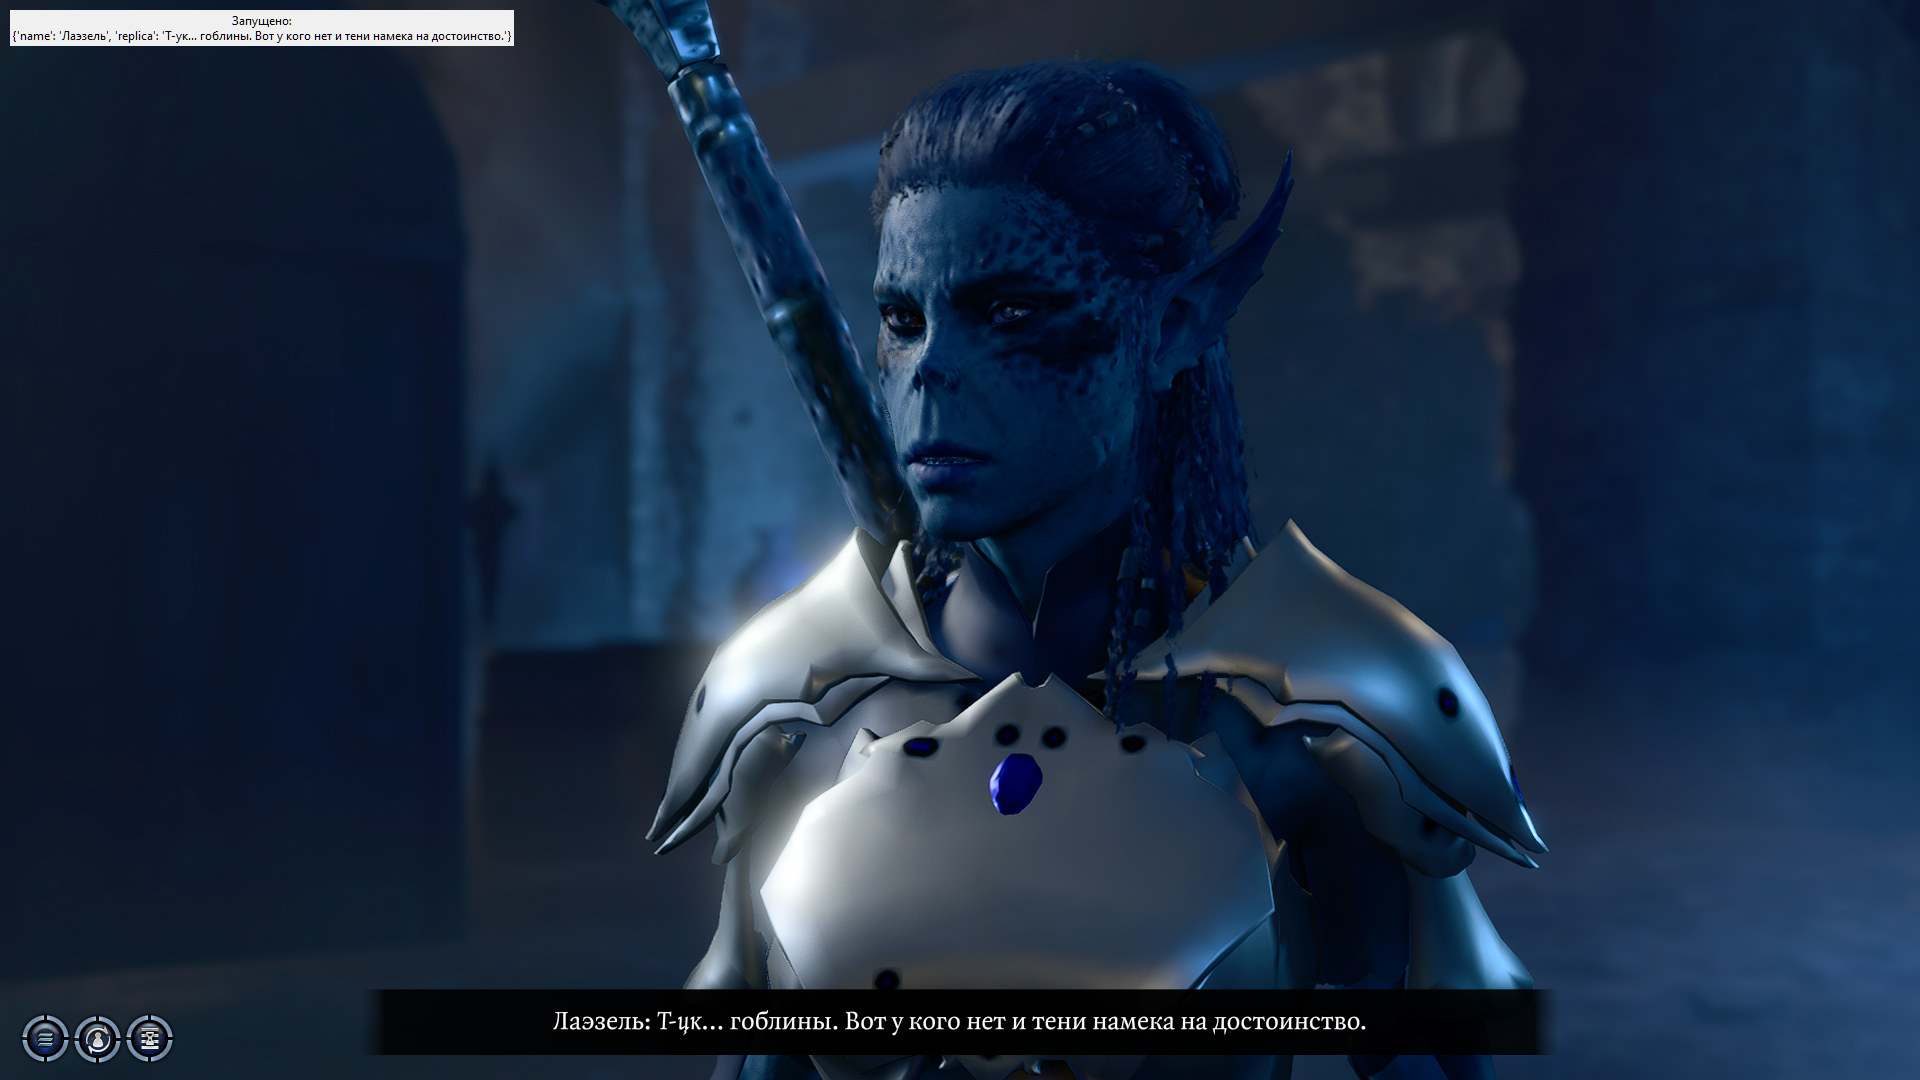 Запущено:
{'name': 'Лаэзель', 'replica': 'Т-ук... гоблины. Вот у кого нет и тени намека на достоинство.'}
Лаэзель: Т-цк... гоблины. Вот у кого нет и тени намека на достоинство.